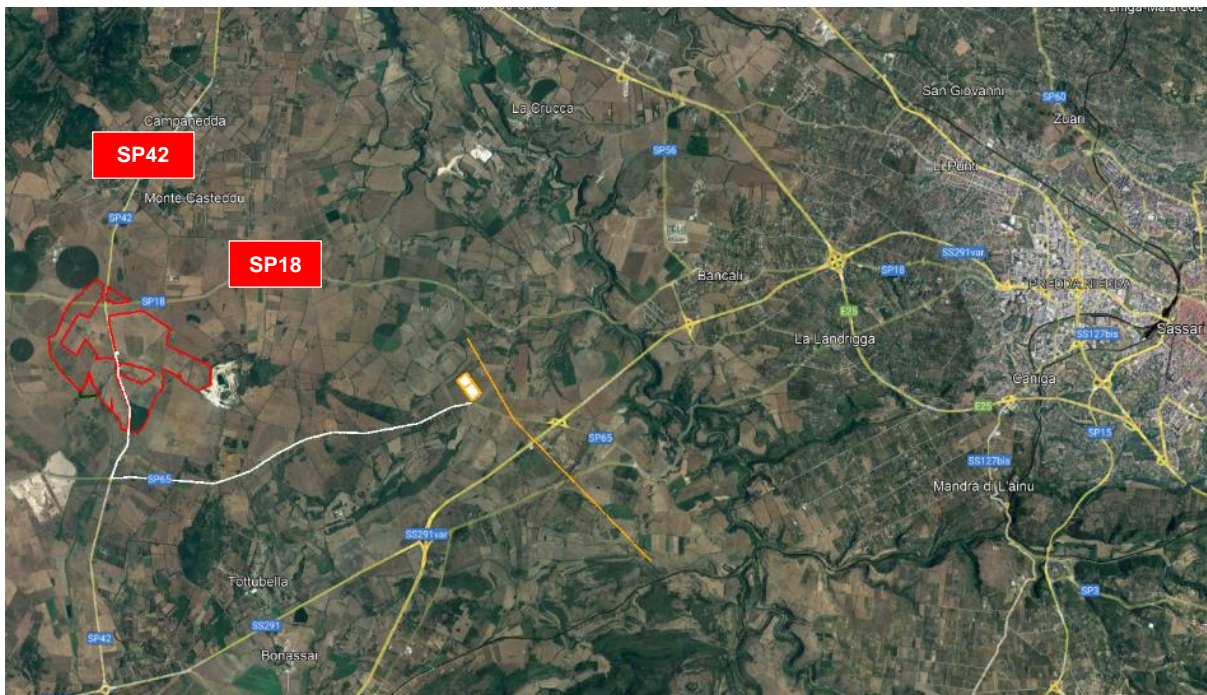 La Crucca
San Giovanni
SP60
Zuari
Campanedda
SP42
SP56
Li Punti
Monte Casteddu
SP42
SP18
SS291var
SP18
Bancali
PREDDA NIEDDA
SP18
E25
La Landrigga
SS127bis
Sassari
Caniga
E25
SP65
SP15
SS127bis
SP65
Mandra di L'ainu
SS291var
Tottubella
SP3
SS291
SP42
Bonassai